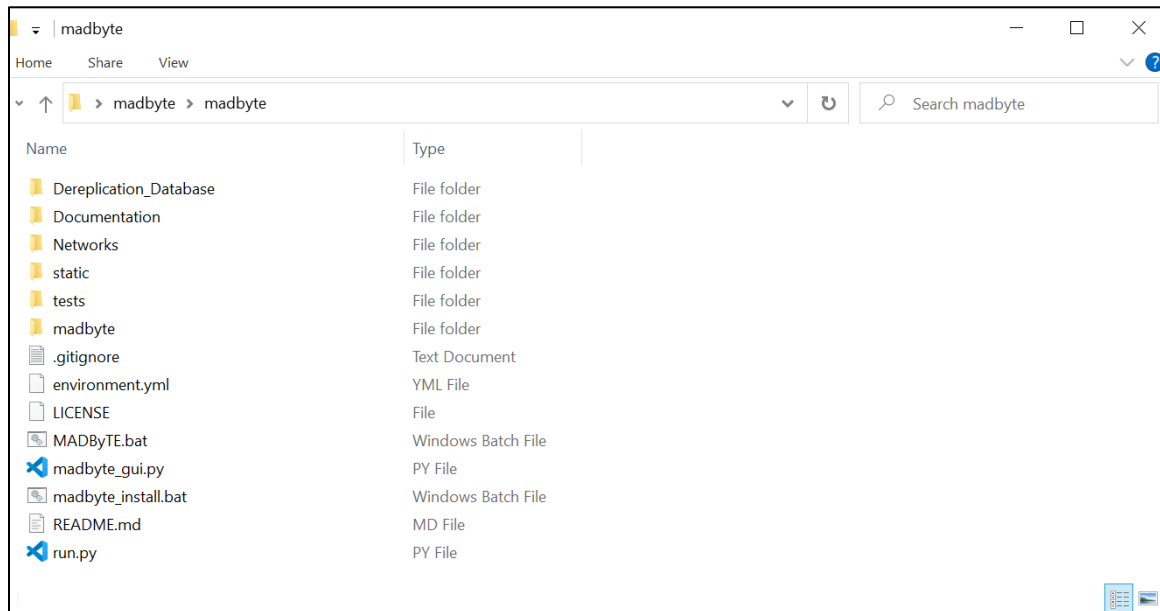 madbyte
Home Share View
madbyte > madbyte Search madbyte
Name Type
Dereplication_Database File folder
Documentation File folder
Networks File folder
static File folder
tests File folder
madbyte File folder
.gitignore Text Document
environment.yml YML File
LICENSE File
MADByTE.bat Windows Batch File
madbyte_gui.py PY File
madbyte_install.bat Windows Batch File
README.md MD File
run.py PY File